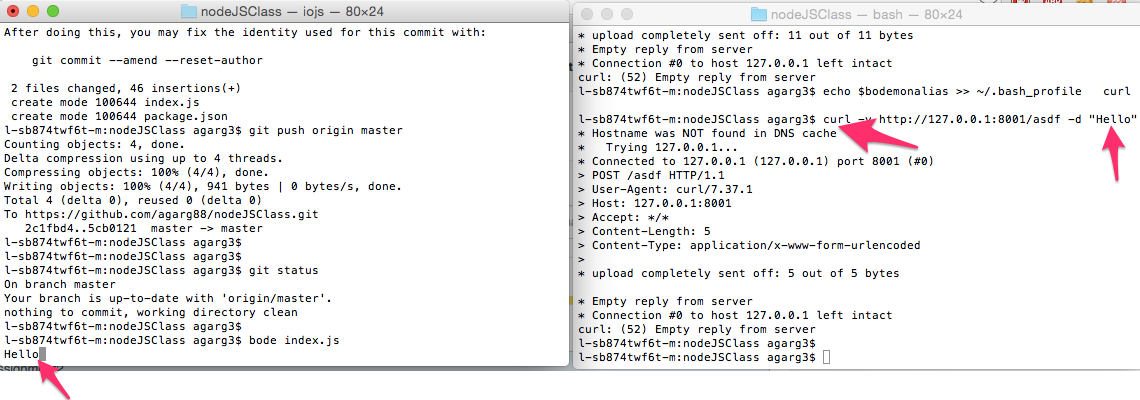 nodeJSClass — iojs — 80×24
After doing this, you may fix the identity used for this commit with:
git commit --amend --reset-author
2 files changed, 46 insertions(+)
create mode 100644 index.js
create mode 100644 package.json
l-sb874twf6t-m:nodeJSClass agarg3$ git push origin master
Counting objects: 4, done.
Delta compression using up to 4 threads.
Compressing objects: 100% (4/4), done.
Writing objects: 100% (4/4), 941 bytes | 0 bytes/s, done.
Total 4 (delta 0), reused 0 (delta 0)
To https://github.com/agarg88/nodeJSClass.git
2c1fbd4..5cb0121  master -> master
l-sb874twf6t-m:nodeJSClass agarg3$
l-sb874twf6t-m:nodeJSClass agarg3$
l-sb874twf6t-m:nodeJSClass agarg3$ git status
On branch master
Your branch is up-to-date with 'origin/master'.
nothing to commit, working directory clean
l-sb874twf6t-m:nodeJSClass agarg3$
l-sb874twf6t-m:nodeJSClass agarg3$ bode index.js
Hello
nodeJSClass — bash — 80×24
* upload completely sent off: 11 out of 11 bytes
* Empty reply from server
* Connection #0 to host 127.0.0.1 left intact
curl: (52) Empty reply from server
l-sb874twf6t-m:nodeJSClass agarg3$ echo $bodemonalias >> ~/.bash_profile   curl
l-sb874twf6t-m:nodeJSClass agarg3$ curl -v http://127.0.0.1:8001/asdf -d "Hello"
* Hostname was NOT found in DNS cache
*   Trying 127.0.0.1...
* Connected to 127.0.0.1 (127.0.0.1) port 8001 (#0)
> POST /asdf HTTP/1.1
> User-Agent: curl/7.37.1
> Host: 127.0.0.1:8001
> Accept: */*
> Content-Length: 5
> Content-Type: application/x-www-form-urlencoded
>
* upload completely sent off: 5 out of 5 bytes
* Empty reply from server
* Connection #0 to host 127.0.0.1 left intact
curl: (52) Empty reply from server
l-sb874twf6t-m:nodeJSClass agarg3$
l-sb874twf6t-m:nodeJSClass agarg3$